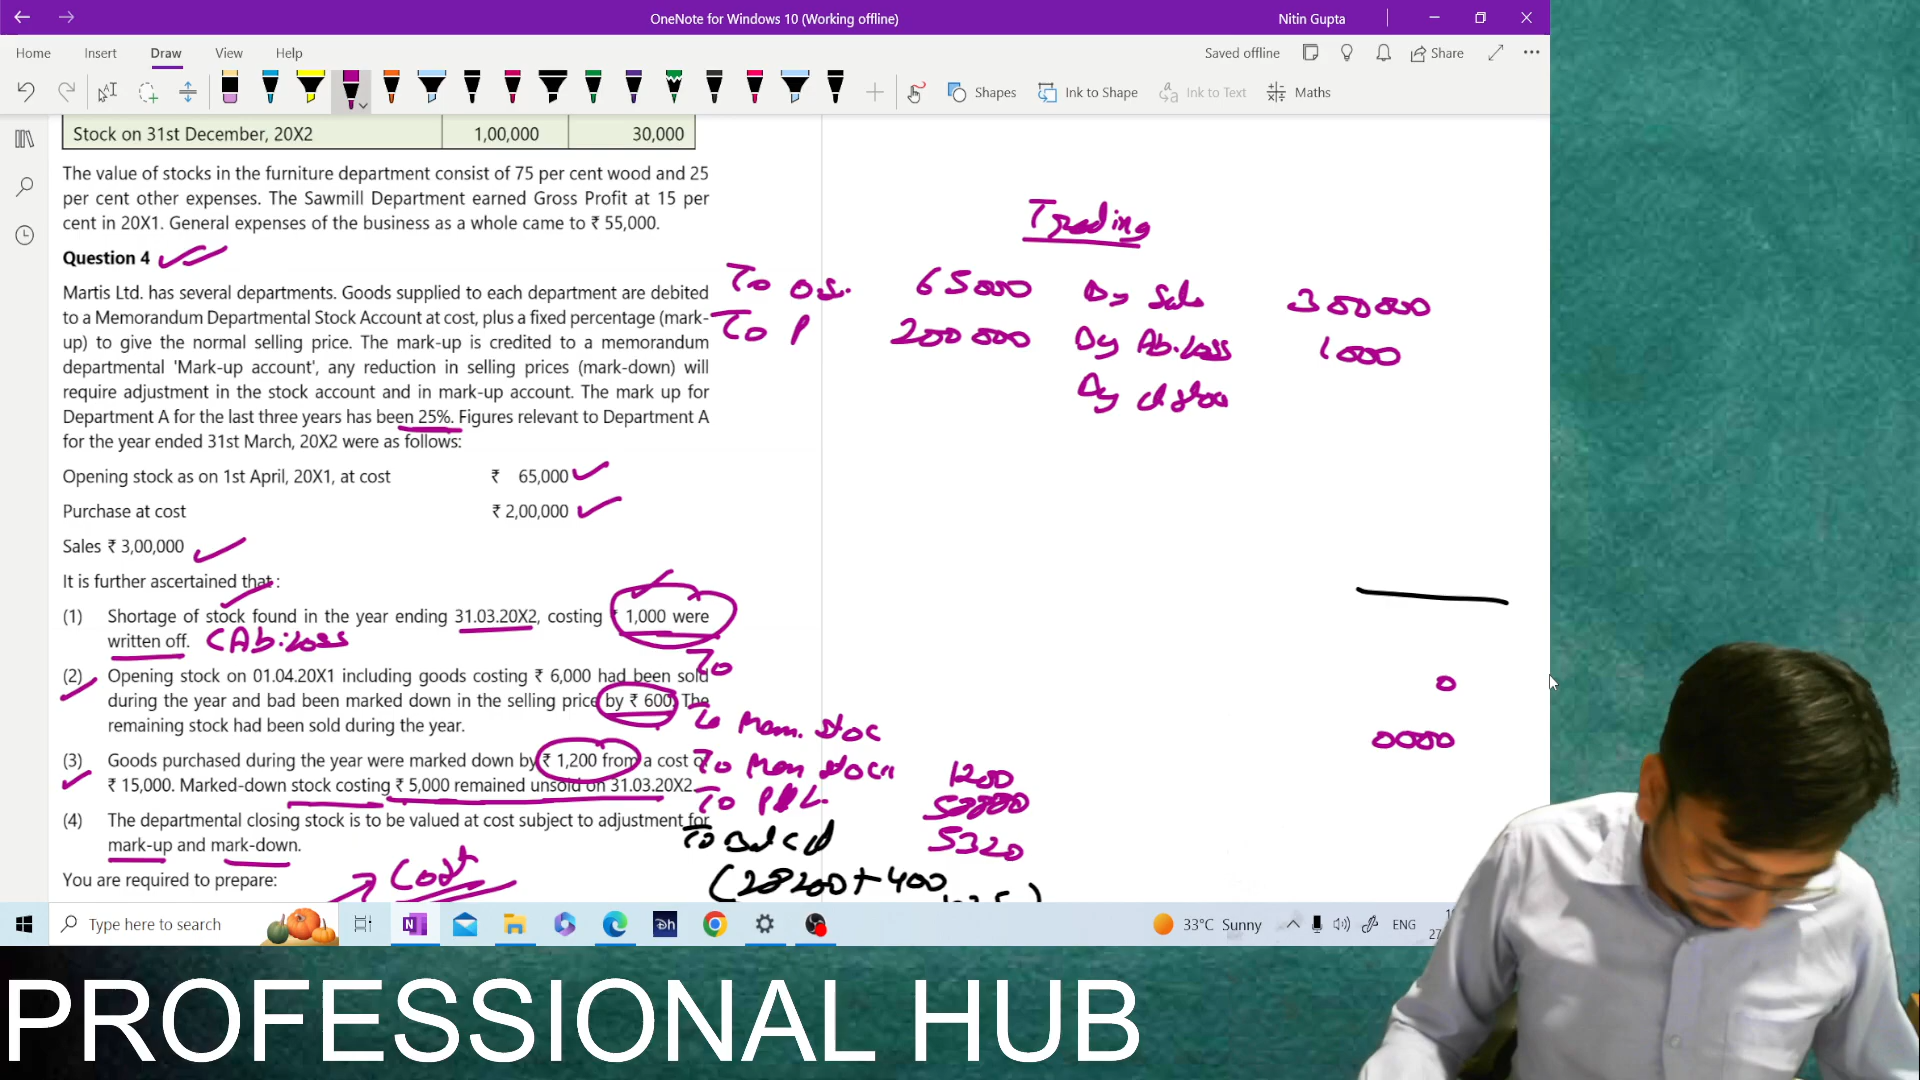 OneNote for Windows 10 (Working offline)
Nitin Gupta
Home Insert Draw View Help
Saved offline Share
Shapes Ink to Shape Ink to Text Maths
Stock on 31st December, 20X2 1,00,000 30,000
The value of stocks in the furniture department consist of 75 per cent wood and 25
per cent other expenses. The Sawmill Department earned Gross Profit at 15 per
cent in 20X1. General expenses of the business as a whole came to ₹ 55,000.
Question 4
Martis Ltd. has several departments. Goods supplied to each department are debited
to a Memorandum Departmental Stock Account at cost, plus a fixed percentage (mark-
up) to give the normal selling price. The mark-up is credited to a memorandum
departmental 'Mark-up account', any reduction in selling prices (mark-down) will
require adjustment in the stock account and in mark-up account. The mark up for
Department A for the last three years has been 25%. Figures relevant to Department A
for the year ended 31st March, 20X2 were as follows:
Opening stock as on 1st April, 20X1, at cost ₹ 65,000
Purchase at cost ₹ 2,00,000
Sales ₹ 3,00,000
It is further ascertained that :
(1) Shortage of stock found in the year ending 31.03.20X2, costing ₹ 1,000 were
written off. (Ab.Loss
(2) Opening stock on 01.04.20X1 including goods costing ₹ 6,000 had been sold
during the year and bad been marked down in the selling price by ₹ 600. The
remaining stock had been sold during the year.
(3) Goods purchased during the year were marked down by ₹ 1,200 from a cost of
₹ 15,000. Marked-down stock costing ₹ 5,000 remained unsold on 31.03.20X2.
(4) The departmental closing stock is to be valued at cost subject to adjustment for
mark-up and mark-down.
You are required to prepare:
Cost
Trading
To O.S. 65000 By Sale 300000
To P 200000 By Ab.Loss 1000
By Cl stoc
To
To Mem. Stoc
To Mem stock 1200
To P&L
5320
To Bal c/d
(28200+400
0
0000
Type here to search
33°C Sunny ENG
27
PROFESSIONAL HUB